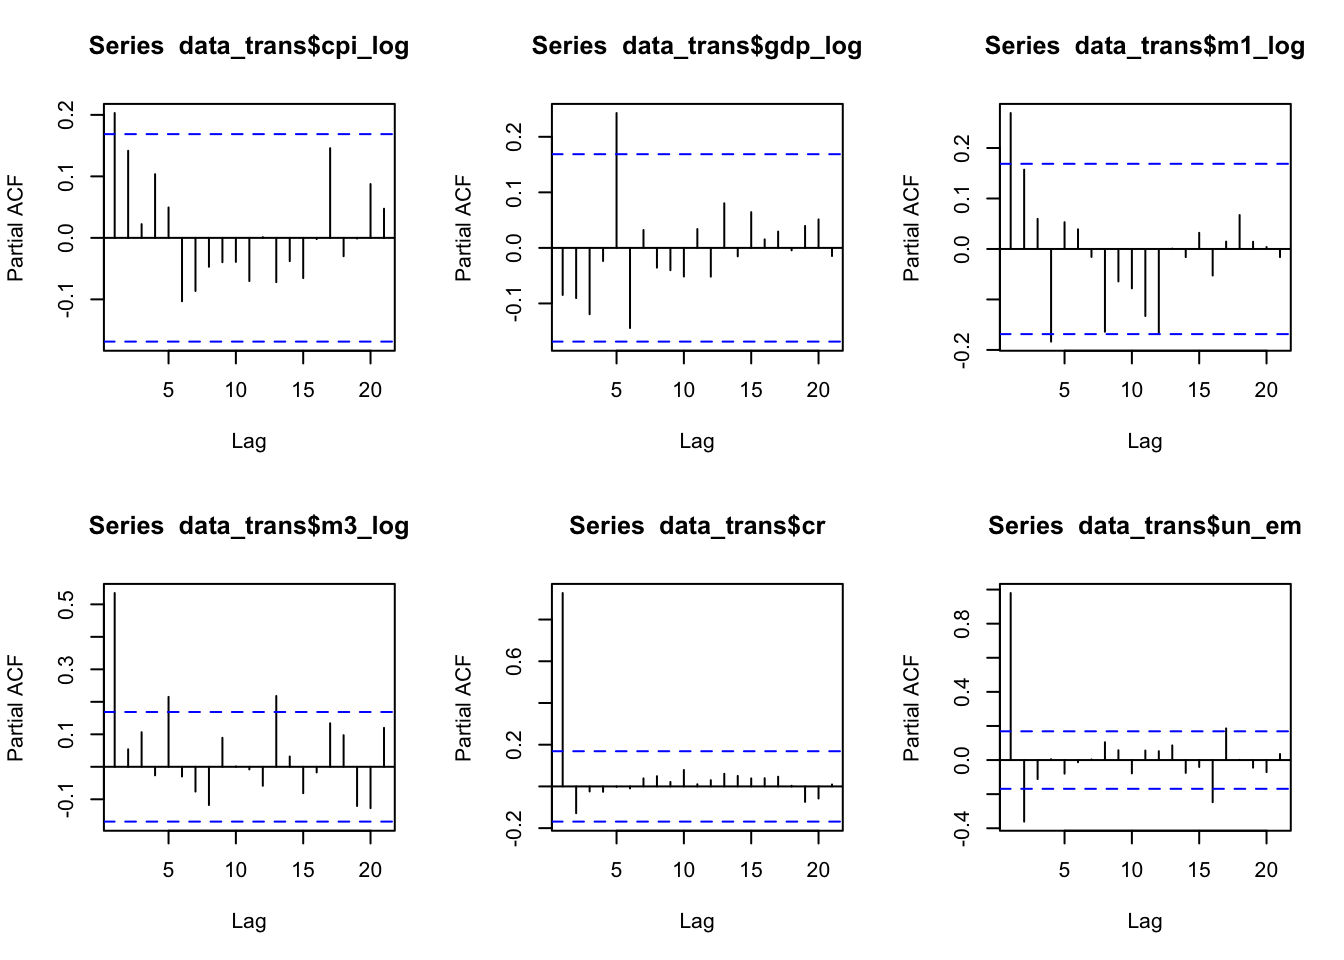 Series data_trans$cpi_log
Partial ACF
0.2
0.1
0.0
-0.1
5 10 15 20
Lag
Series data_trans$gdp_log
Partial ACF
0.2
0.1
0.0
-0.1
5 10 15 20
Lag
Series data_trans$m1_log
Partial ACF
0.2
0.1
0.0
-0.2
5 10 15 20
Lag
Series data_trans$m3_log
Partial ACF
0.5
0.3
0.1
-0.1
5 10 15 20
Lag
Series data_trans$cr
Partial ACF
0.6
0.2
-0.2
5 10 15 20
Lag
Series data_trans$un_em
Partial ACF
0.8
0.4
0.0
-0.4
5 10 15 20
Lag